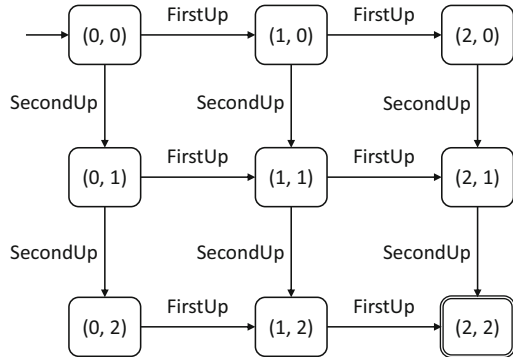 FirstUp FirstUp
(0, 0) (1, 0) (2, 0)
SecondUp SecondUp SecondUp
FirstUp FirstUp
(0, 1) (1, 1) (2, 1)
SecondUp SecondUp SecondUp
FirstUp FirstUp
(0, 2) (1, 2) (2, 2)